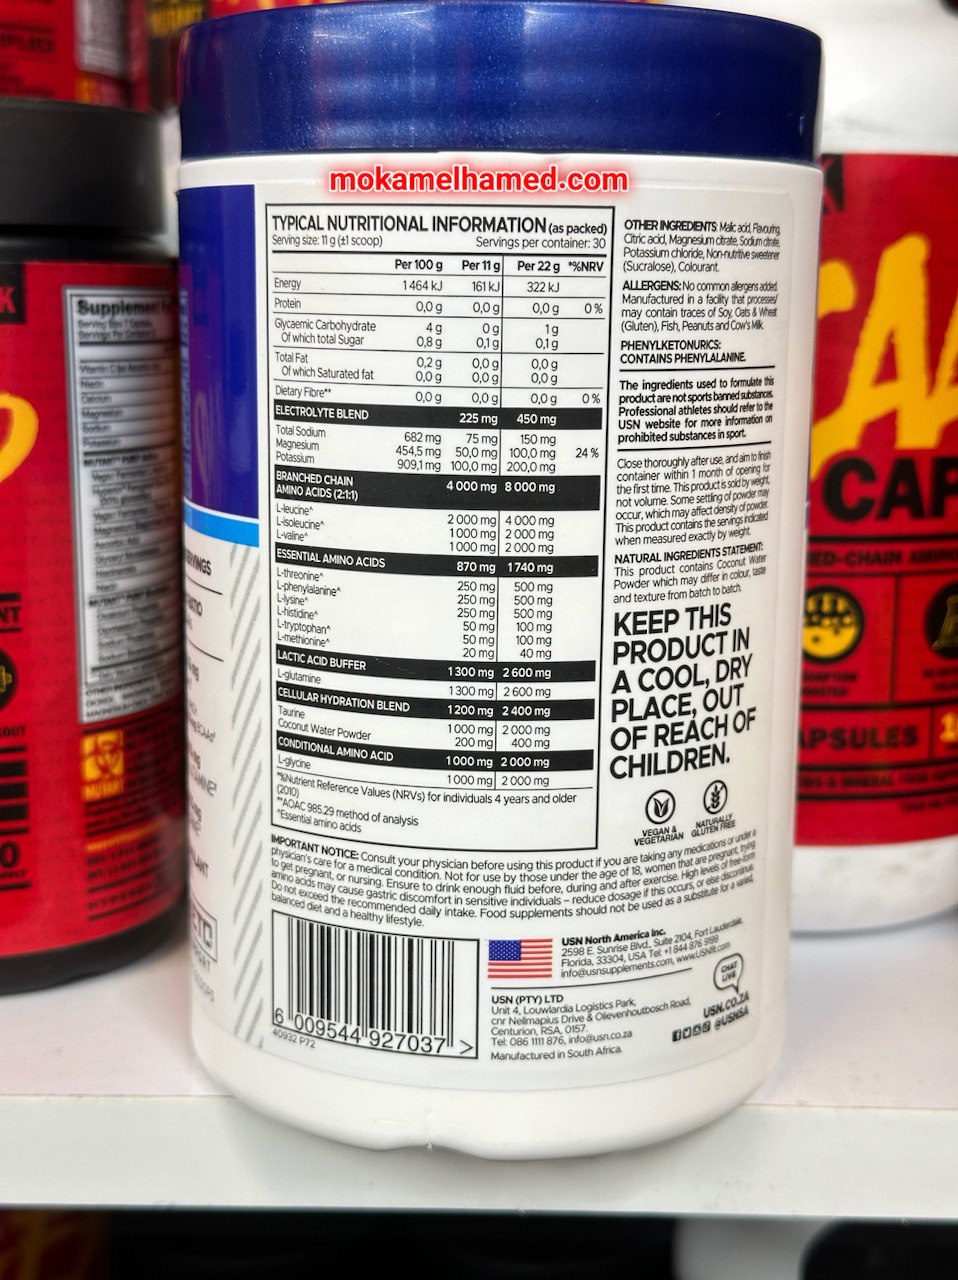 mokamelhamed.com
TYPICAL NUTRITIONAL INFORMATION (as packed)
Serving size: 11 g (±1 scoop) Servings per container: 30
Per 100 g Per 11 g Per 22 g *%NRV
Energy 1 464 kJ 161 kJ 322 kJ
Protein 0,0 g 0,0 g 0,0 g 0 %
Glycaemic Carbohydrate 4 g 0 g 1 g
Of which total Sugar 0,8 g 0,1 g 0,1 g
Total Fat 0,2 g 0,0 g 0,0 g
Of which Saturated fat 0,0 g 0,0 g 0,0 g
Dietary Fibre** 0,0 g 0,0 g 0,0 g 0 %
ELECTROLYTE BLEND 225 mg 450 mg
Total Sodium 682 mg 75 mg 150 mg
Magnesium 454,5 mg 50,0 mg 100,0 mg 24 %
Potassium 909,1 mg 100,0 mg 200,0 mg
BRANCHED CHAIN
AMINO ACIDS (2:1:1) 4 000 mg 8 000 mg
L-leucine^ 2 000 mg 4 000 mg
L-isoleucine^ 1 000 mg 2 000 mg
L-valine^ 1 000 mg 2 000 mg
ESSENTIAL AMINO ACIDS 870 mg 1 740 mg
L-threonine^ 250 mg 500 mg
L-phenylalanine^ 250 mg 500 mg
L-lysine^ 250 mg 500 mg
L-histidine^ 50 mg 100 mg
L-tryptophan^ 50 mg 100 mg
L-methionine^ 20 mg 40 mg
LACTIC ACID BUFFER 1 300 mg 2 600 mg
L-glutamine 1 300 mg 2 600 mg
CELLULAR HYDRATION BLEND 1 200 mg 2 400 mg
Taurine 1 000 mg 2 000 mg
Coconut Water Powder 200 mg 400 mg
CONDITIONAL AMINO ACID 1 000 mg 2 000 mg
L-glycine 1 000 mg 2 000 mg
*%Nutrient Reference Values (NRVs) for individuals 4 years and older
(2010)
**AOAC 985.29 method of analysis
^Essential amino acids
OTHER INGREDIENTS: Malic acid, Flavouring,
Citric acid, Magnesium citrate, Sodium citrate,
Potassium chloride, Non-nutritive sweetener
(Sucralose), Colourant.
ALLERGENS: No common allergens added.
Manufactured in a facility that processes/
may contain traces of Soy, Oats & Wheat
(Gluten), Fish, Peanuts and Cow's Milk.
PHENYLKETONURICS:
CONTAINS PHENYLALANINE.
The ingredients used to formulate this
product are not sports banned substances.
Professional athletes should refer to the
USN website for more information on
prohibited substances in sport.
Close thoroughly after use, and aim to finish
container within 1 month of opening for
the first time. This product is sold by weight,
not volume. Some settling of powder may
occur, which may affect density of powder.
This product contains the servings indicated
when measured exactly by weight.
NATURAL INGREDIENTS STATEMENT:
This product contains Coconut Water
Powder which may differ in colour, taste
and texture from batch to batch.
KEEP THIS
PRODUCT IN
A COOL, DRY
PLACE, OUT
OF REACH OF
CHILDREN.
VEGAN &
VEGETARIAN
NATURALLY
GLUTEN FREE
IMPORTANT NOTICE: Consult your physician before using this product if you are taking any medications or under a
physician's care for a medical condition. Not for use by those under the age of 18, women that are pregnant, trying
to get pregnant, or nursing. Ensure to drink enough fluid before, during and after exercise. High levels of free-form
amino acids may cause gastric discomfort in sensitive individuals – reduce dosage if this occurs, or else discontinue.
Do not exceed the recommended daily intake. Food supplements should not be used as a substitute for a varied,
balanced diet and a healthy lifestyle.
6 009544 927037 >
40932 P72
USN North America Inc.
2598 E. Sunrise Blvd., Suite 2104, Fort Lauderdale,
Florida, 33304, USA Tel: +1 844 876 9199
info@usnsupplements.com, www.USNfit.com
USN (PTY) LTD
Unit 4, Louwlardia Logistics Park,
cnr Nellmapius Drive & Olievenhoutbosch Road,
Centurion, RSA, 0157.
Tel: 086 1111 876, info@usn.co.za
Manufactured in South Africa.
CHAT
LIVE
USN.CO.ZA
@USNSA
Supplement
CAP
APSULES